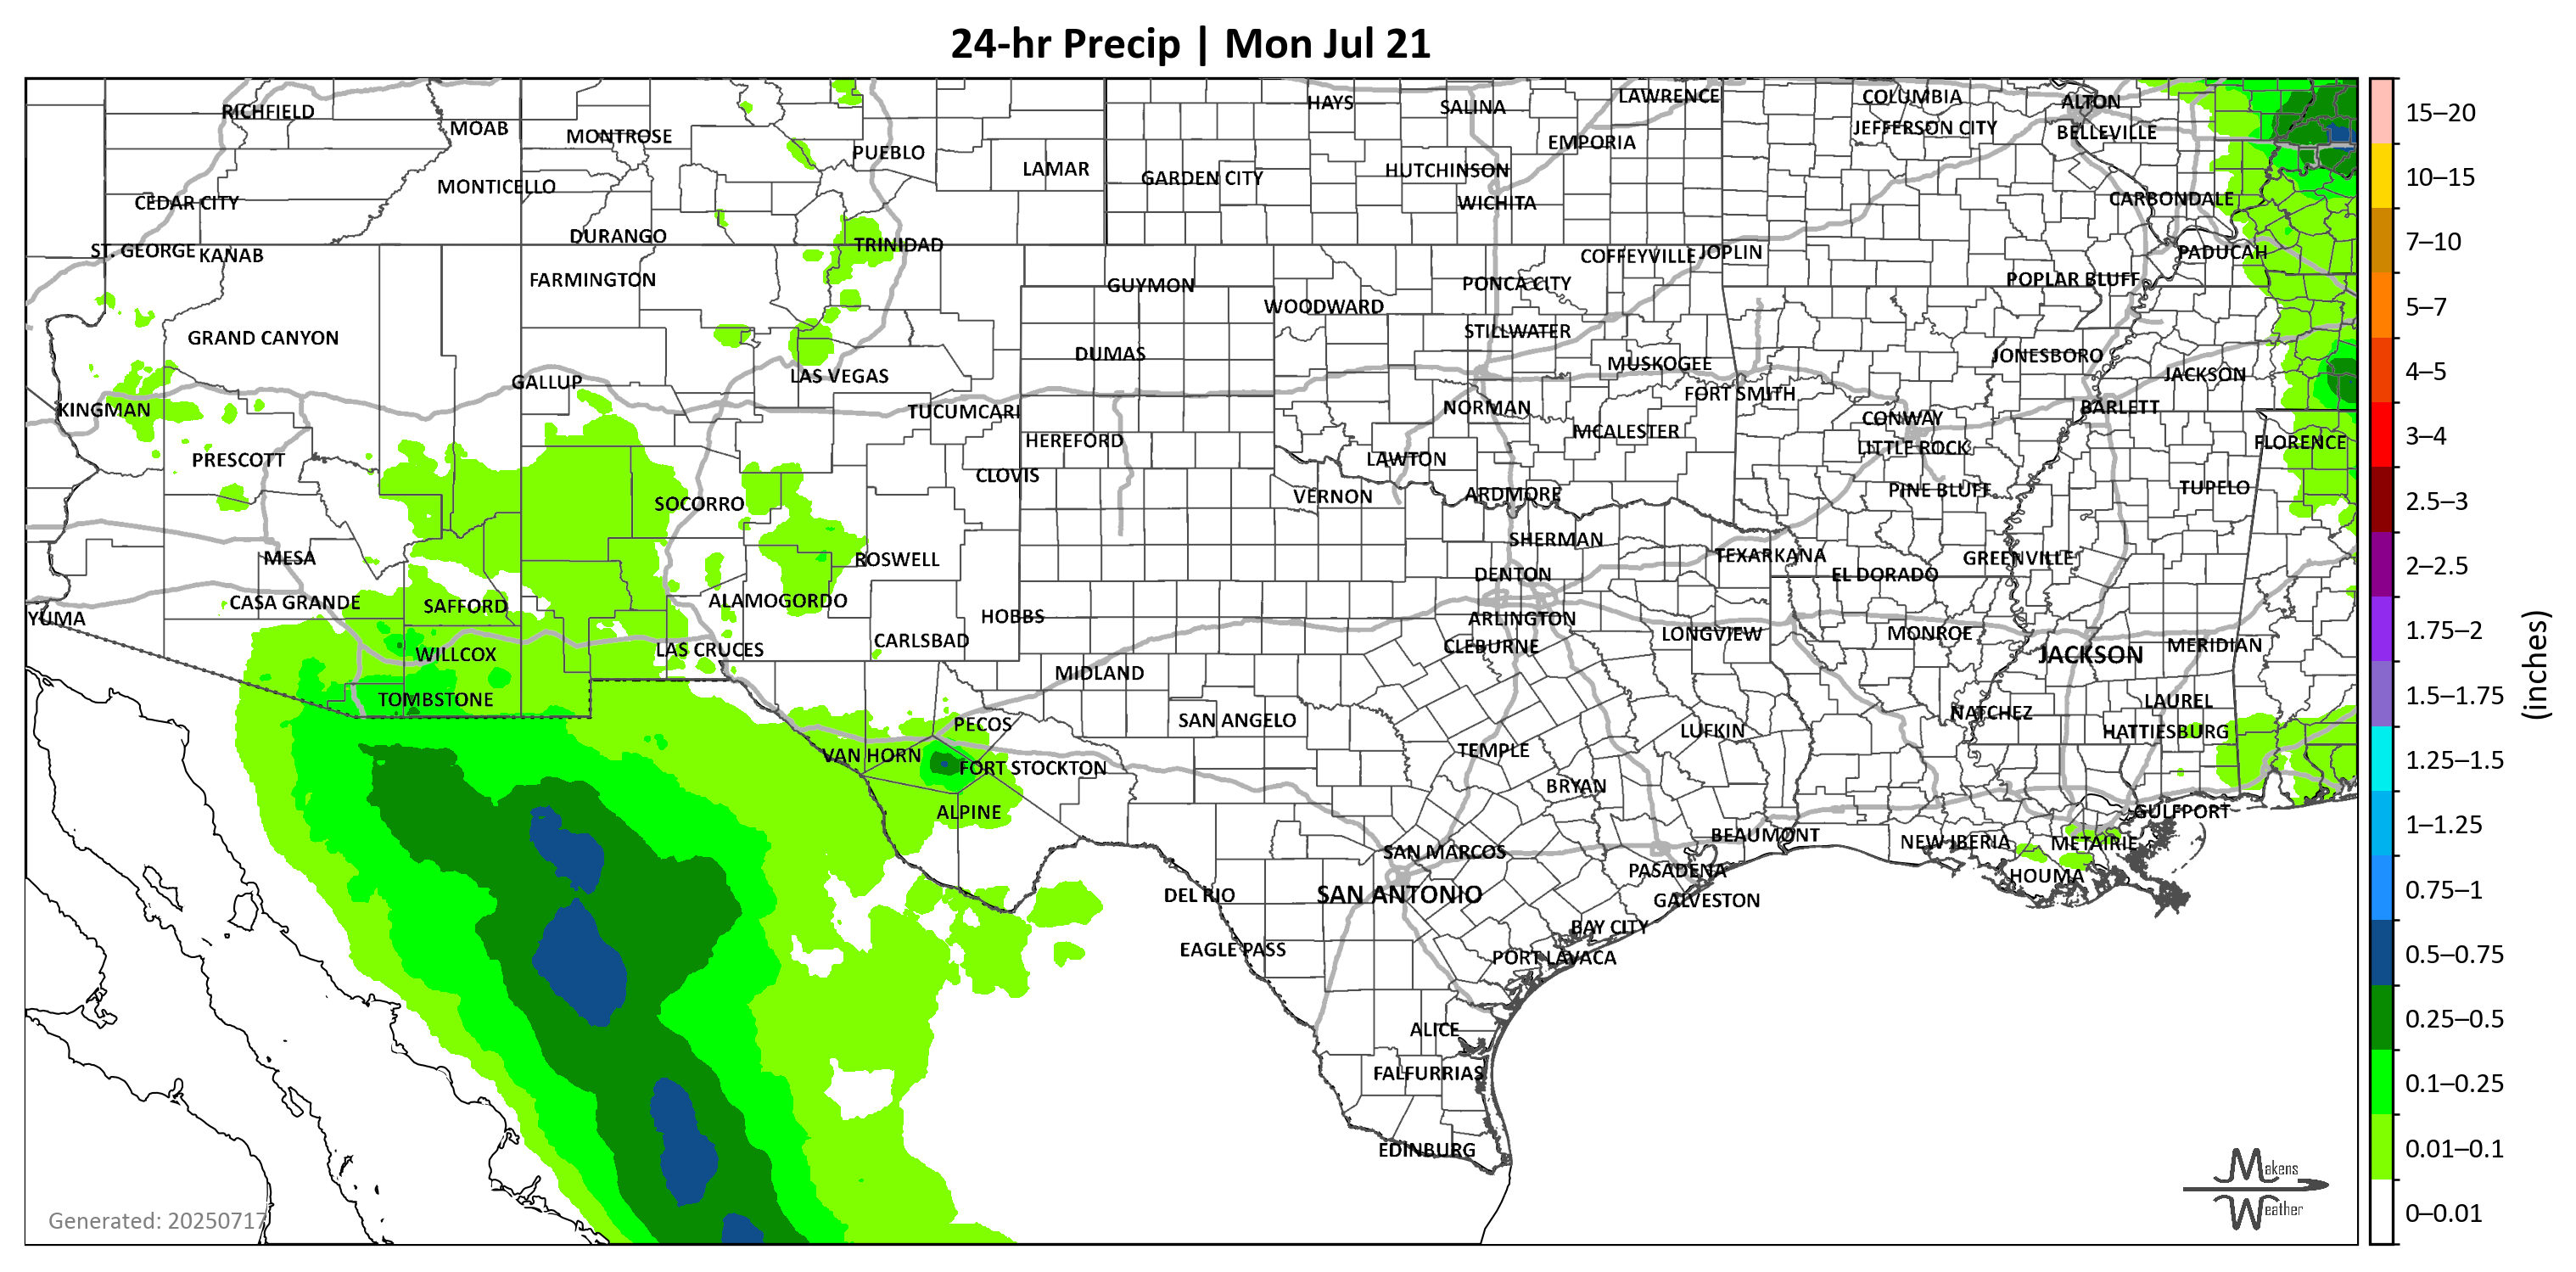 24-hr Precip | Mon Jul 21
RICHFIELD
MOAB
MONTROSE
PUEBLO
LAMAR
HAYS
SALINA
LAWRENCE
EMPORIA
COLUMBIA
JEFFERSON CITY
ALTON
BELLEVILLE
CEDAR CITY
MONTICELLO
GARDEN CITY
HUTCHINSON
WICHITA
CARBONDALE
ST. GEORGE
KANAB
DURANGO
TRINIDAD
FARMINGTON
GUYMON
WOODWARD
PONCA CITY
COFFEYVILLE
JOPLIN
POPLAR BLUFF
PADUCAH
GRAND CANYON
GALLUP
LAS VEGAS
DUMAS
STILLWATER
MUSKOGEE
FORT SMITH
JONESBORO
JACKSON
KINGMAN
TUCUMCARI
HEREFORD
NORMAN
MCALESTER
CONWAY
LITTLE ROCK
BARLETT
FLORENCE
PRESCOTT
SOCORRO
CLOVIS
VERNON
LAWTON
ARDMORE
PINE BLUFF
TUPELO
MESA
ROSWELL
SHERMAN
DENTON
TEXARKANA
EL DORADO
GREENVILLE
YUMA
CASA GRANDE
SAFFORD
ALAMOGORDO
HOBBS
ARLINGTON
CLEBURNE
LONGVIEW
MONROE
JACKSON
MERIDIAN
WILLCOX
LAS CRUCES
CARLSBAD
MIDLAND
TOMBSTONE
PECOS
SAN ANGELO
LUFKIN
NATCHEZ
LAUREL
HATTIESBURG
VAN HORN
FORT STOCKTON
TEMPLE
BRYAN
ALPINE
BEAUMONT
GULFPORT
SAN MARCOS
PASADENA
NEW IBERIA
METAIRIE
DEL RIO
SAN ANTONIO
GALVESTON
HOUMA
EAGLE PASS
BAY CITY
PORT LAVACA
ALICE
FALFURRIAS
EDINBURG
Generated: 20250717
Makens
Weather
15–20
10–15
7–10
5–7
4–5
3–4
2.5–3
2–2.5
1.75–2
1.5–1.75
1.25–1.5
1–1.25
0.75–1
0.5–0.75
0.25–0.5
0.1–0.25
0.01–0.1
0–0.01
(inches)